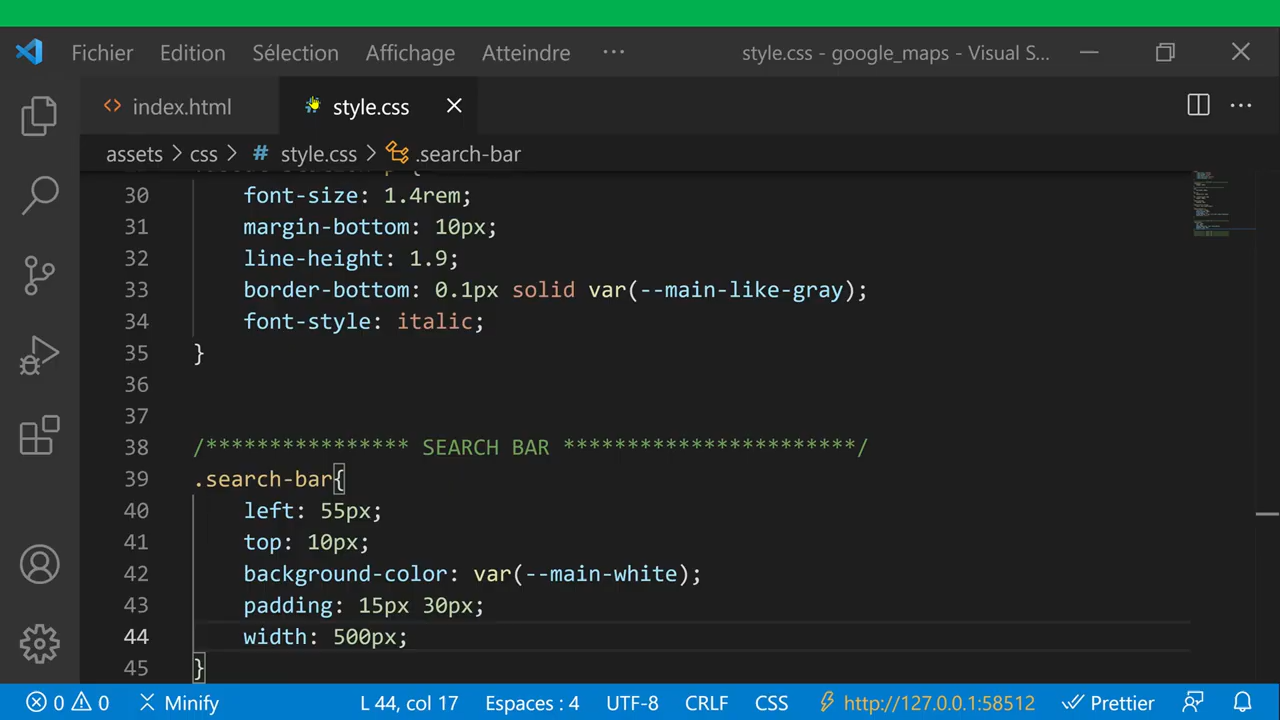 Fichier Edition Sélection Affichage Atteindre ··· style.css - google_maps - Visual S...
<> index.html style.css
assets > css > # style.css > .search-bar
30 font-size: 1.4rem;
31 margin-bottom: 10px;
32 line-height: 1.9;
33 border-bottom: 0.1px solid var(--main-like-gray);
34 font-style: italic;
35 }
36
37
38 /**************** SEARCH BAR ***********************/
39 .search-bar{
40 left: 55px;
41 top: 10px;
42 background-color: var(--main-white);
43 padding: 15px 30px;
44 width: 500px;
45 }
0 0 Minify L 44, col 17 Espaces : 4 UTF-8 CRLF CSS http://127.0.0.1:58512 Prettier